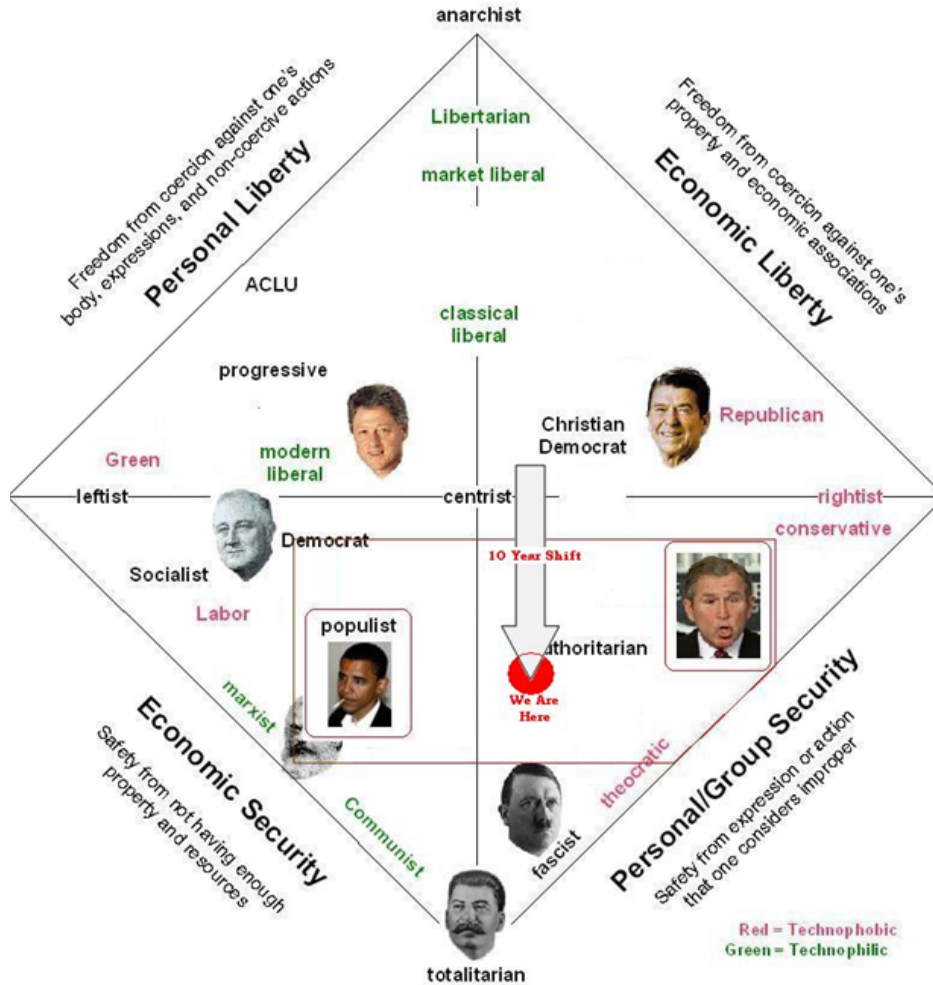 anarchist
Freedom from coercion against one's
body, expressions, and non-coercive actions
Personal Liberty
Freedom from coercion against one's
property and economic associations
Economic Liberty
Libertarian
market liberal
ACLU
classical
liberal
progressive
Christian
Democrat
Republican
Green
modern
liberal
leftist
centrist
rightist
conservative
Democrat
10 Year Shift
Socialist
Labor
populist
uthoritarian
We Are
Here
marxist
Economic Security
Safety from not having enough
property and resources
Communist
theocratic
Personal/Group Security
Safety from expression or action
that one considers improper
fascist
totalitarian
Red = Technophobic
Green = Technophilic